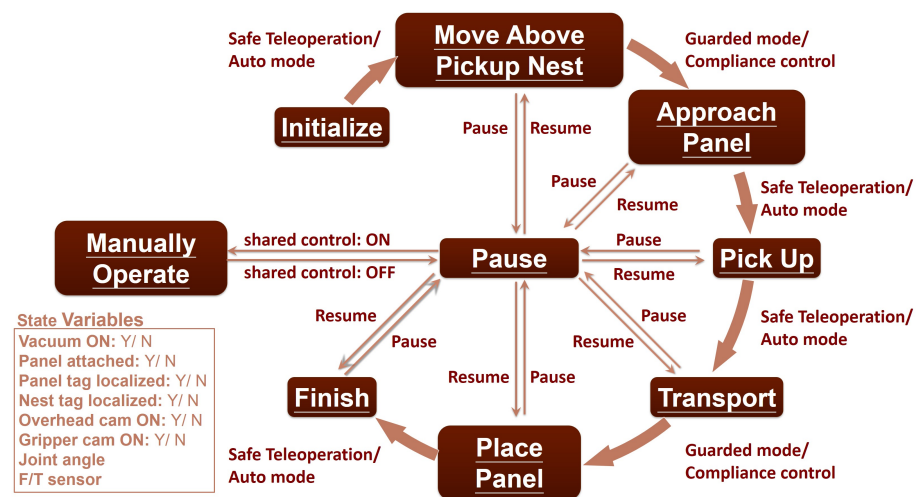 Safe Teleoperation/
Auto mode
Move Above
Pickup Nest
Guarded mode/
Compliance control
Initialize
Approach
Panel
Pause
Resume
Pause
Resume
Safe Teleoperation/
Auto mode
Manually
Operate
shared control: ON
shared control: OFF
Pause
Pause
Resume
Pick Up
State Variables
Vacuum ON: Y/ N
Panel attached: Y/ N
Panel tag localized: Y/ N
Nest tag localized: Y/ N
Overhead cam ON: Y/ N
Gripper cam ON: Y/ N
Joint angle
F/T sensor
Resume
Pause
Resume
Pause
Pause
Resume
Safe Teleoperation/
Auto mode
Finish
Transport
Safe Teleoperation/
Auto mode
Place
Panel
Guarded mode/
Compliance control